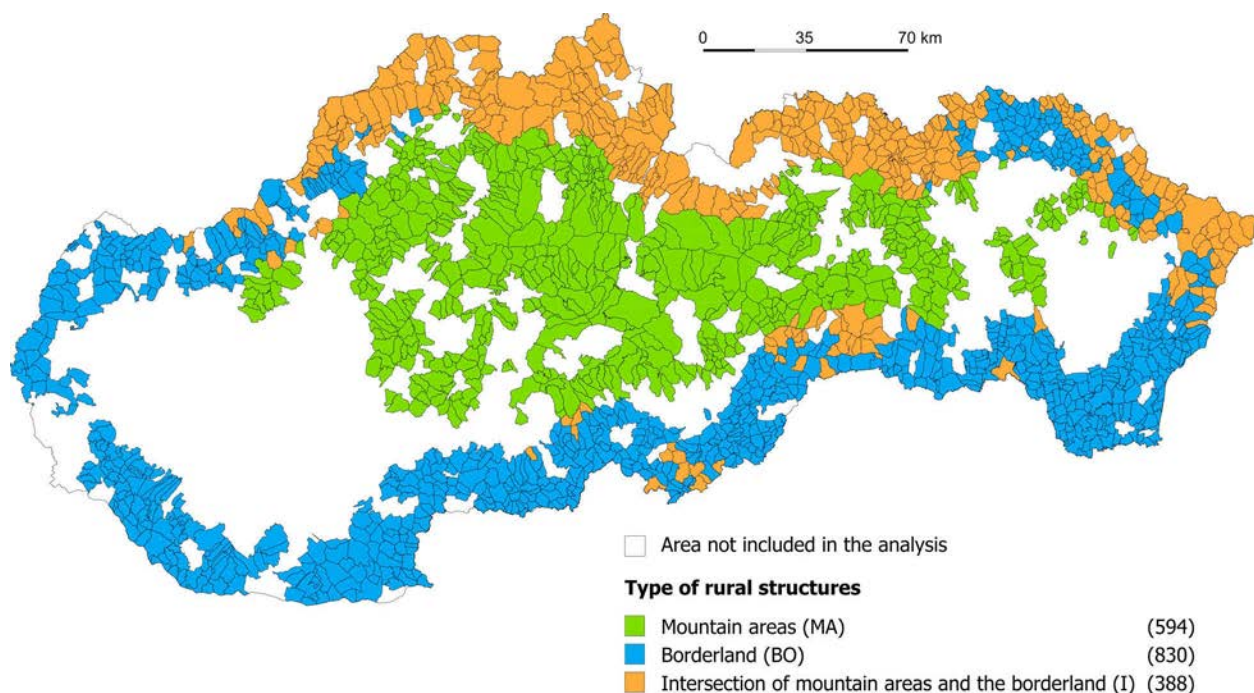 0 35 70 km
Area not included in the analysis
Type of rural structures
Mountain areas (MA) (594)
Borderland (BO) (830)
Intersection of mountain areas and the borderland (I) (388)